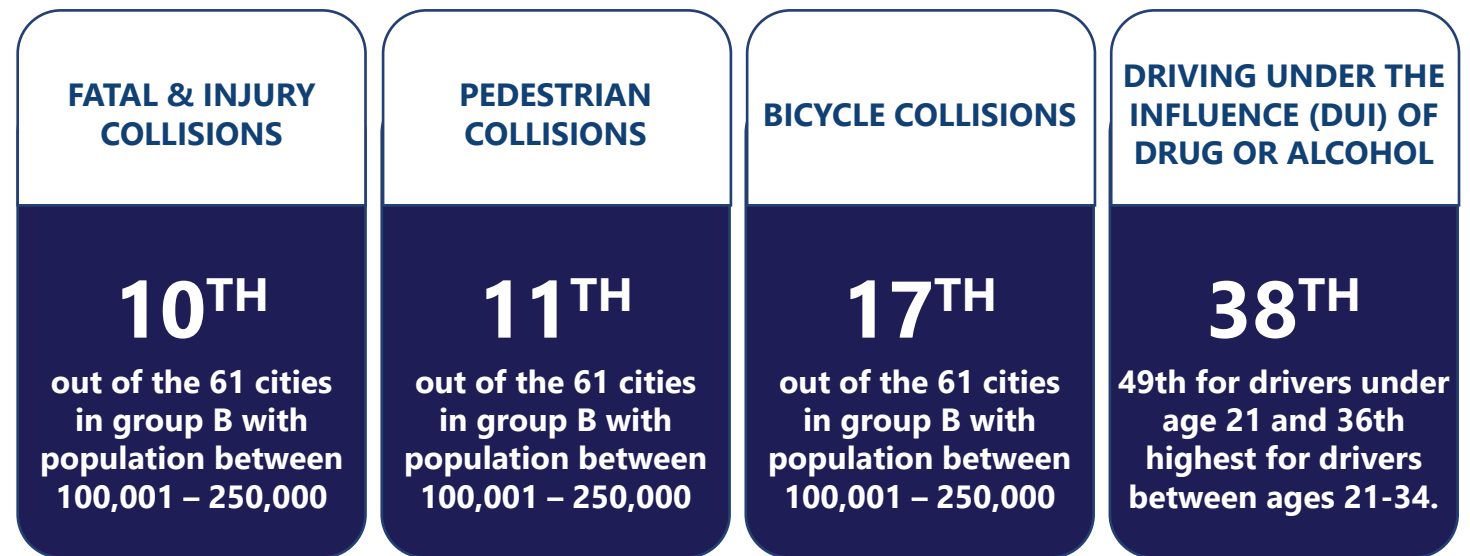 FATAL & INJURY
COLLISIONS
10TH
out of the 61 cities
in group B with
population between
100,001 – 250,000
PEDESTRIAN
COLLISIONS
11TH
out of the 61 cities
in group B with
population between
100,001 – 250,000
BICYCLE COLLISIONS
17TH
out of the 61 cities
in group B with
population between
100,001 – 250,000
DRIVING UNDER THE
INFLUENCE (DUI) OF
DRUG OR ALCOHOL
38TH
49th for drivers under
age 21 and 36th
highest for drivers
between ages 21-34.